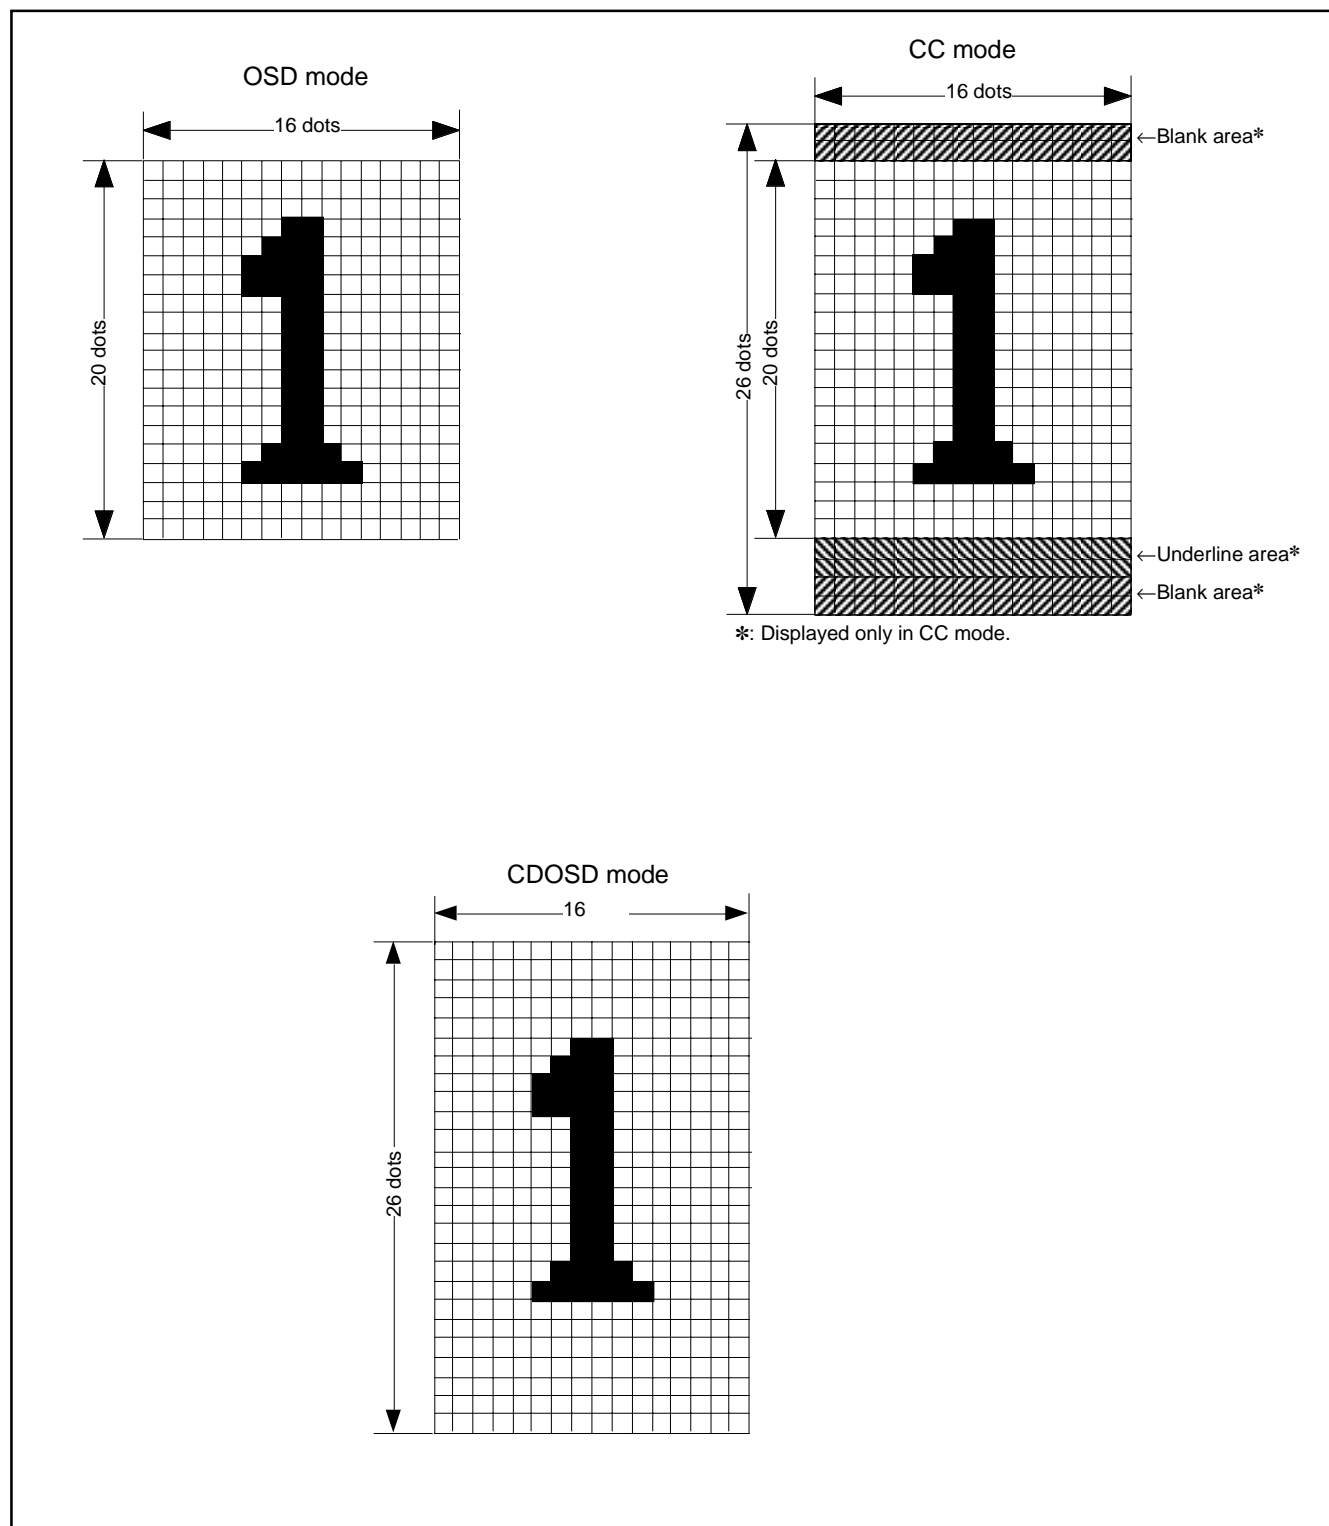 OSD mode
16 dots
20 dots
CC mode
16 dots
26 dots
20 dots
←Blank area*
←Underline area*
←Blank area*
*: Displayed only in CC mode.
CDOSD mode
16
26 dots